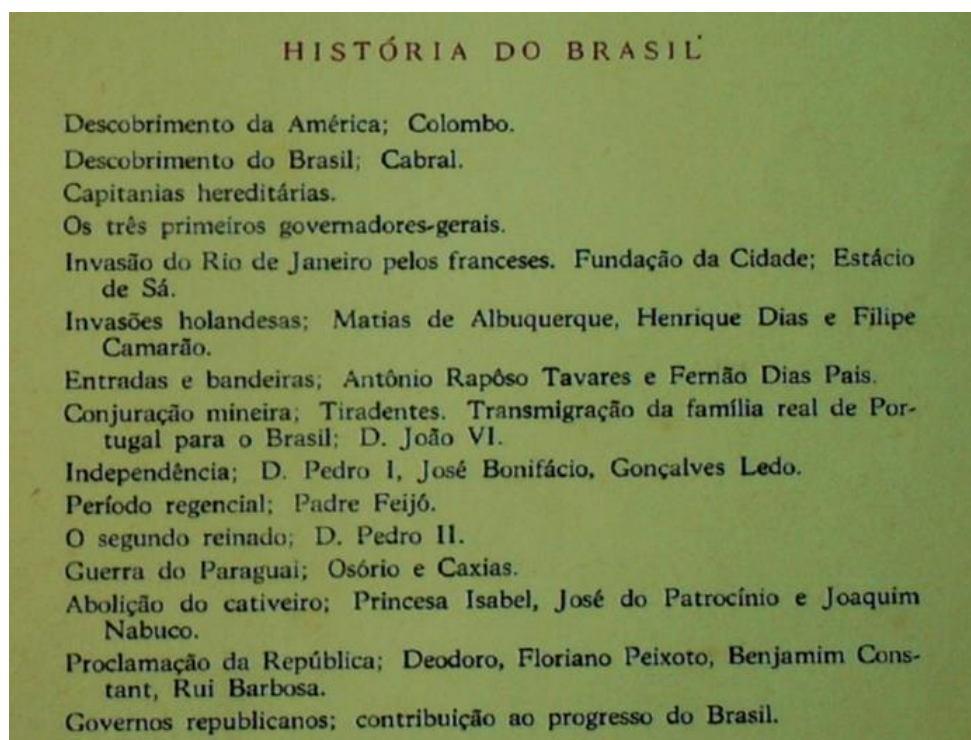 HISTÓRIA DO BRASIL
Descobrimento da América; Colombo.
Descobrimento do Brasil; Cabral.
Capitanias hereditárias.
Os três primeiros governadores-gerais.
Invasão do Rio de Janeiro pelos franceses. Fundação da Cidade; Estácio
de Sá.
Invasões holandesas; Matias de Albuquerque, Henrique Dias e Filipe
Camarão.
Entradas e bandeiras; Antônio Rapôso Tavares e Fernão Dias Pais.
Conjuração mineira; Tiradentes. Transmigração da família real de Por-
tugal para o Brasil; D. João VI.
Independência; D. Pedro I, José Bonifácio, Gonçalves Ledo.
Período regencial; Padre Feijó.
O segundo reinado; D. Pedro II.
Guerra do Paraguai; Osório e Caxias.
Abolição do cativeiro; Princesa Isabel, José do Patrocínio e Joaquim
Nabuco.
Proclamação da República; Deodoro, Floriano Peixoto, Benjamim Cons-
tant, Rui Barbosa.
Governos republicanos; contribuição ao progresso do Brasil.